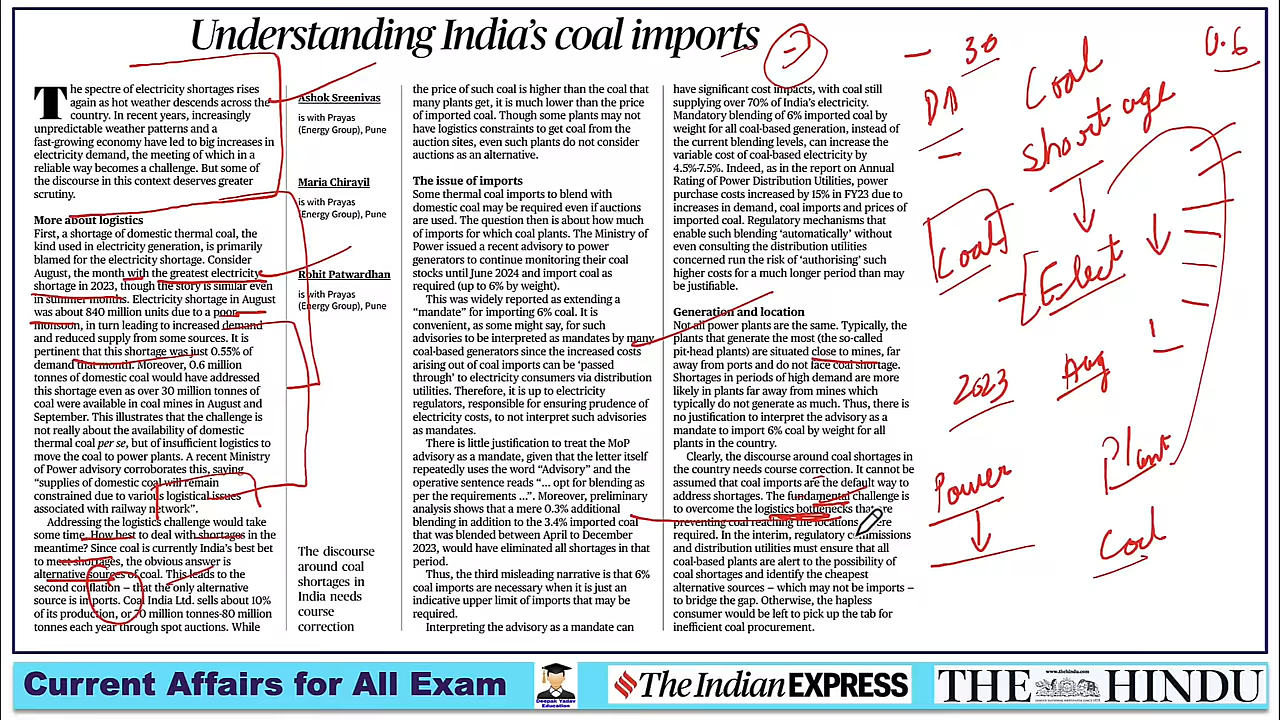 Understanding India's coal imports
The spectre of electricity shortages rises
again as hot weather descends across the
country. In recent years, increasingly
unpredictable weather patterns and a
fast-growing economy have led to big increases
in electricity demand, the meeting of which in a
reliable way becomes a challenge. But some of
the discourse in this context deserves greater
scrutiny.
More about logistics
First, a shortage of domestic thermal coal, the
kind used in electricity generation, is primarily
blamed for the electricity shortage. Consider
August, the month with the greatest electricity
shortage in 2023, though the story is similar even
in summer months. Electricity shortage in August
was about 840 million units due to a poor
monsoon, in turn leading to increased demand
and reduced supply from some sources. It is
pertinent that this shortage was just 0.55% of
demand that month. Moreover, 0.6 million
tonnes of domestic coal would have addressed
this shortage even as over 30 million tonnes of
coal were available in coal mines in August and
September. This illustrates that the challenge is
not really about the availability of domestic
thermal coal per se, but of insufficient logistics to
move the coal to power plants. A recent Ministry
of Power advisory corroborates this, saying
"supplies of domestic coal will remain
constrained due to various logistical issues
associated with railway network".
Addressing the logistics challenge would take
some time. How best to deal with shortages in the
meantime? Since coal is currently India's best bet
to meet shortages, the obvious answer is
alternative sources of coal. This leads to the
second conflation – that the only alternative
source is imports. Coal India Ltd. sells about 10%
of its production, or 70 million tonnes-80 million
tonnes each year through spot auctions. While
Ashok Sreenivas
is with Prayas
(Energy Group), Pune
Maria Chirayil
is with Prayas
(Energy Group), Pune
Rohit Patwardhan
is with Prayas
(Energy Group), Pune
The discourse
around coal
shortages in
India needs
course
correction
the price of such coal is higher than the coal that
many plants get, it is much lower than the price
of imported coal. Though some plants may not
have logistics constraints to get coal from the
auction sites, even such plants do not consider
auctions as an alternative.
The issue of imports
Some thermal coal imports to blend with
domestic coal may be required even if auctions
are used. The question then is about how much
of imports for which coal plants. The Ministry of
Power issued a recent advisory to power
generators to continue monitoring their coal
stocks until June 2024 and import coal as
required (up to 6% by weight).
This was widely reported as extending a
"mandate" for importing 6% coal. It is
convenient, as some might say, for such
advisories to be interpreted as mandates by many
coal-based generators since the increased costs
arising out of coal imports can be 'passed
through' to electricity consumers via distribution
utilities. Therefore, it is up to electricity
regulators, responsible for ensuring prudence of
electricity costs, to not interpret such advisories
as mandates.
There is little justification to treat the MoP
advisory as a mandate, given that the letter itself
repeatedly uses the word "Advisory" and the
operative sentence reads "... opt for blending as
per the requirements ...". Moreover, preliminary
analysis shows that a mere 0.3% additional
blending in addition to the 3.4% imported coal
that was blended between April to December
2023, would have eliminated all shortages in that
period.
Thus, the third misleading narrative is that 6%
coal imports are necessary when it is just an
indicative upper limit of imports that may be
required.
Interpreting the advisory as a mandate can
have significant cost impacts, with coal still
supplying over 70% of India's electricity.
Mandatory blending of 6% imported coal by
weight for all coal-based generation, instead of
the current blending levels, can increase the
variable cost of coal-based electricity by
4.5%-7.5%. Indeed, as in the report on Annual
Rating of Power Distribution Utilities, power
purchase costs increased by 15% in FY23 due to
increases in demand, coal imports and prices of
imported coal. Regulatory mechanisms that
enable such blending 'automatically' without
even consulting the distribution utilities
concerned run the risk of 'authorising' such
higher costs for a much longer period than may
be justifiable.
Generation and location
Not all power plants are the same. Typically, the
plants that generate the most (the so-called
pit-head plants) are situated close to mines, far
away from ports and do not face coal shortage.
Shortages in periods of high demand are more
likely in plants far away from mines which
typically do not generate as much. Thus, there is
no justification to interpret the advisory as a
mandate to import 6% coal by weight for all
plants in the country.
Clearly, the discourse around coal shortages in
the country needs course correction. It cannot be
assumed that coal imports are the default way to
address shortages. The fundamental challenge is
to overcome the logistics bottlenecks that are
preventing coal reaching the locations where
required. In the interim, regulatory commissions
and distribution utilities must ensure that all
coal-based plants are alert to the possibility of
coal shortages and identify the cheapest
alternative sources – which may not be imports –
to bridge the gap. Otherwise, the hapless
consumer would be left to pick up the tab for
inefficient coal procurement.
30
0.6
Coal
shortage
Coal
Elect
2023
Aug
Power
Plant
Coal
Current Affairs for All Exam
Deepak Yadav
Education
The Indian EXPRESS
www.thehindu.com
THE HINDU